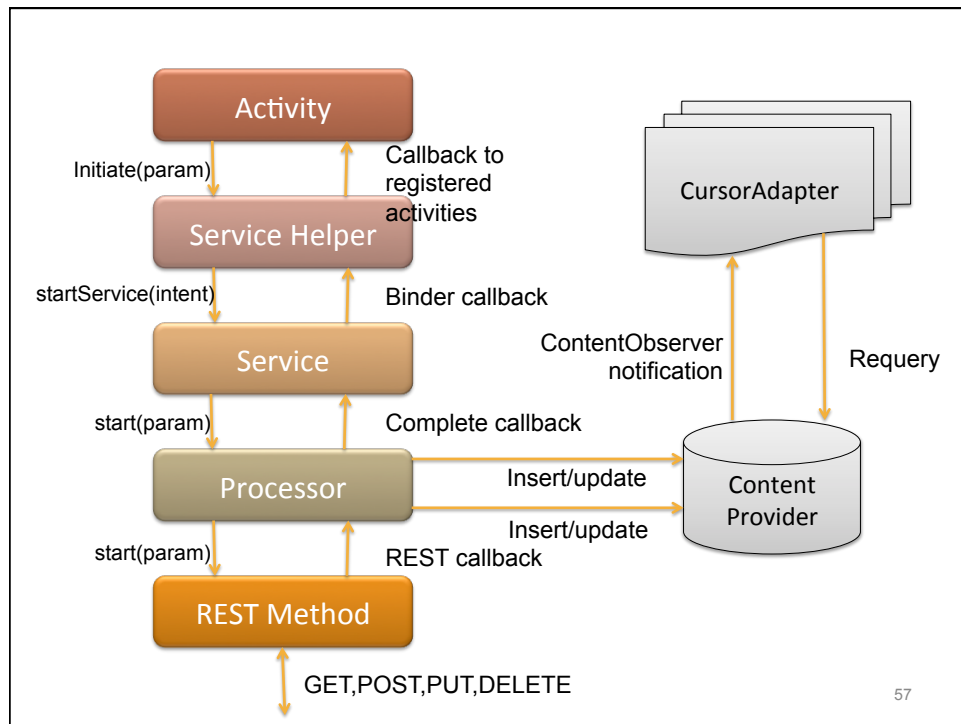 Activity
Initiate(param)
Callback to
registered
activities
CursorAdapter
Service Helper
startService(intent)
Binder callback
Service
ContentObserver
notification
Requery
start(param)
Complete callback
Processor
Insert/update
Content
Provider
Insert/update
start(param)
REST callback
REST Method
GET,POST,PUT,DELETE
57